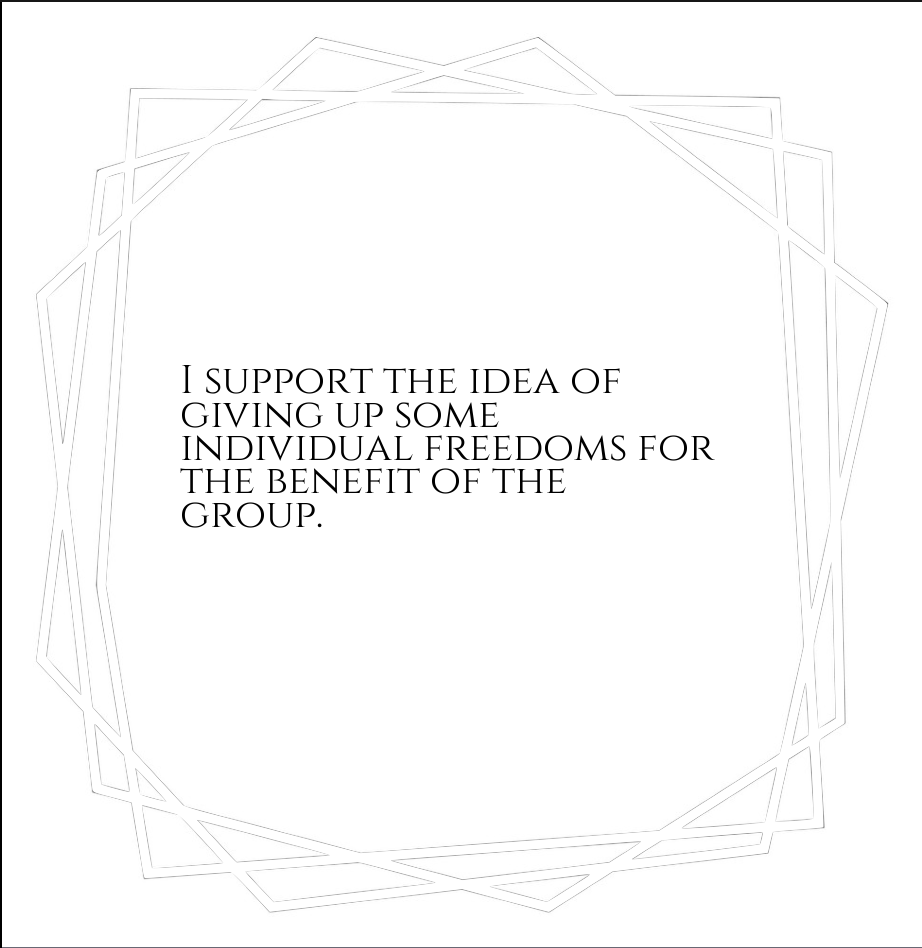 I SUPPORT THE IDEA OF
GIVING UP SOME
INDIVIDUAL FREEDOMS FOR
THE BENEFIT OF THE
GROUP.